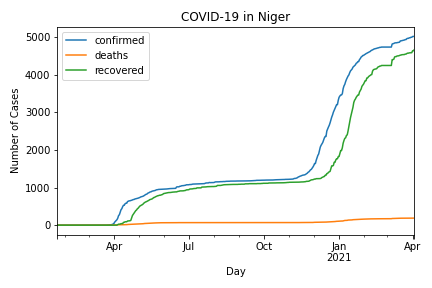 COVID-19 in Niger
confirmed
deaths
recovered
Number of Cases
5000
4000
3000
2000
1000
0
Apr
Jul
Oct
Jan
2021
Apr
Day